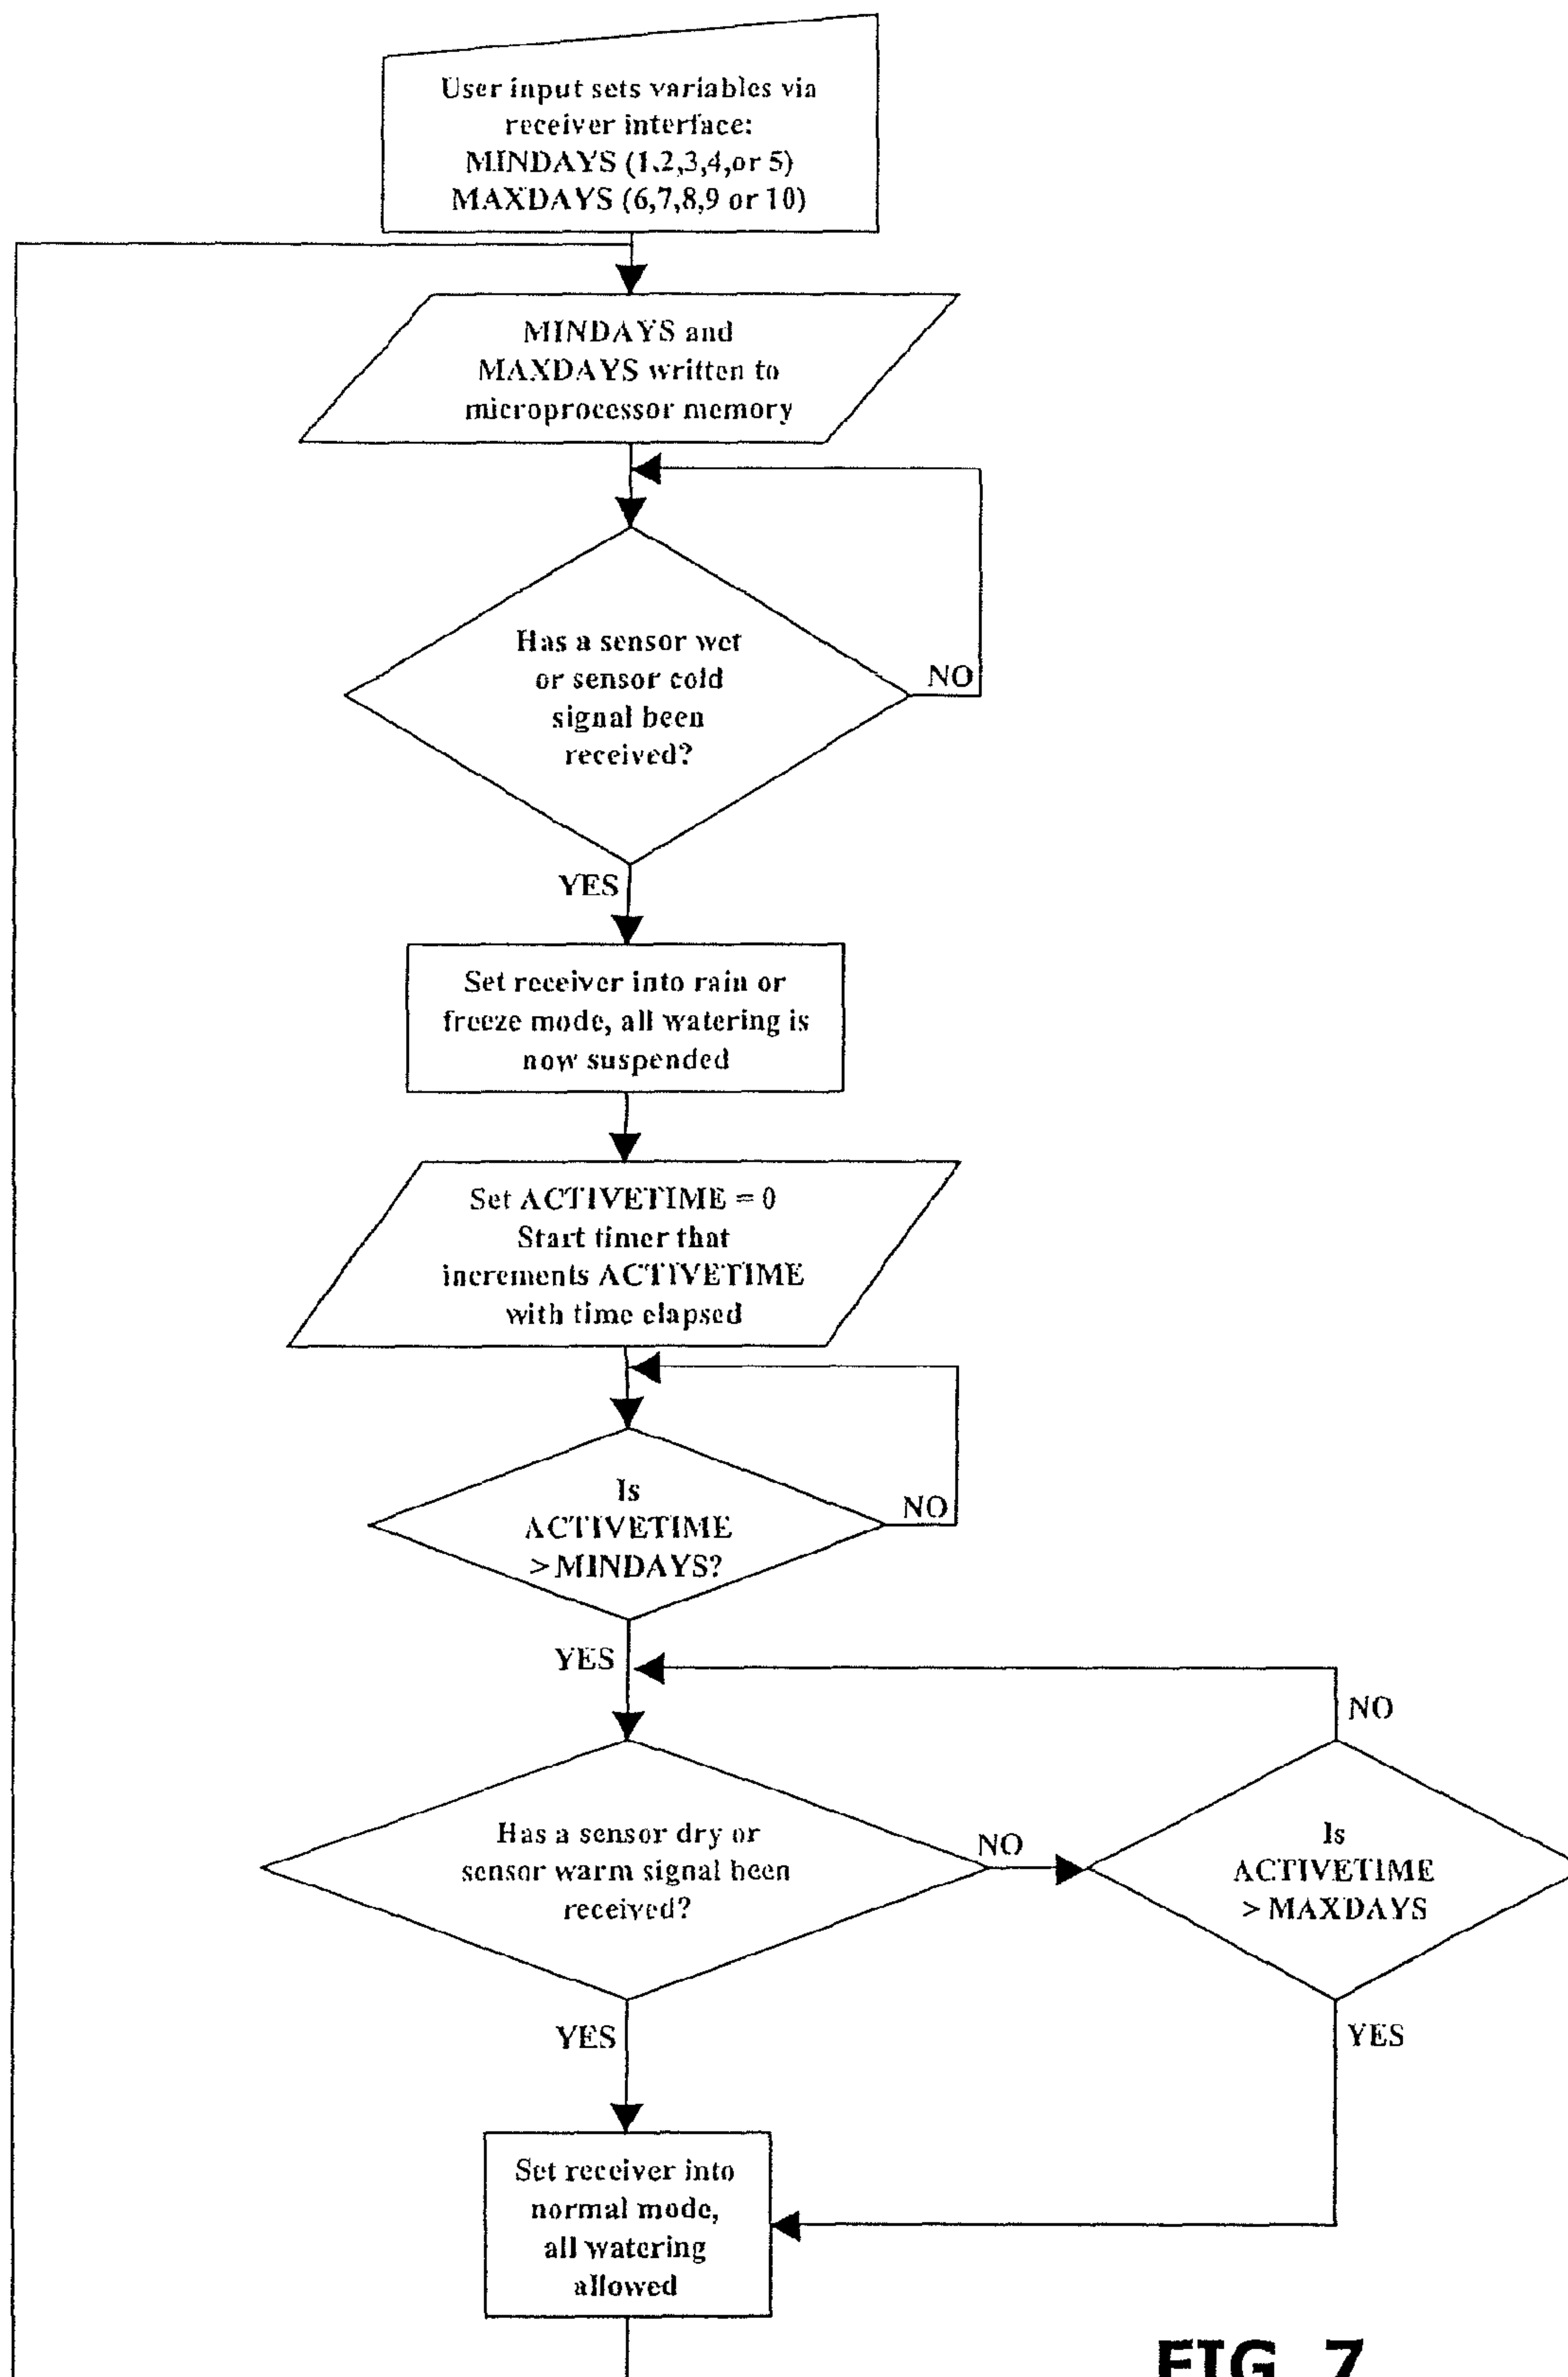 User input sets variables via
receiver interface:
MINDAYS (1,2,3,4,or 5)
MAXDAYS (6,7,8,9 or 10)
MINDAYS and
MAXDAYS written to
microprocessor memory
Has a sensor wet
or sensor cold
signal been
received?
NO
YES
Set receiver into rain or
freeze mode, all watering is
now suspended
Set ACTIVETIME = 0
Start timer that
increments ACTIVETIME
with time elapsed
Is
ACTIVETIME
> MINDAYS?
NO
YES
NO
Has a sensor dry or
sensor warm signal been
received?
NO
Is
ACTIVETIME
> MAXDAYS
YES
YES
Set receiver into
normal mode,
all watering
allowed
FIG. 7